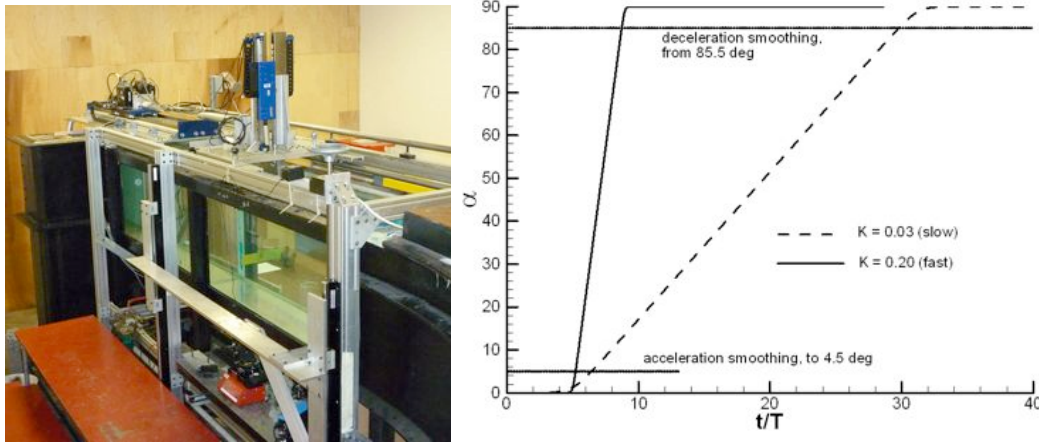 90
80
70
60
50
40
30
20
10
0
α
deceleration smoothing,
from 85.5 deg
K = 0.03 (slow)
K = 0.20 (fast)
acceleration smoothing, to 4.5 deg
0
10
20
30
40
t/T